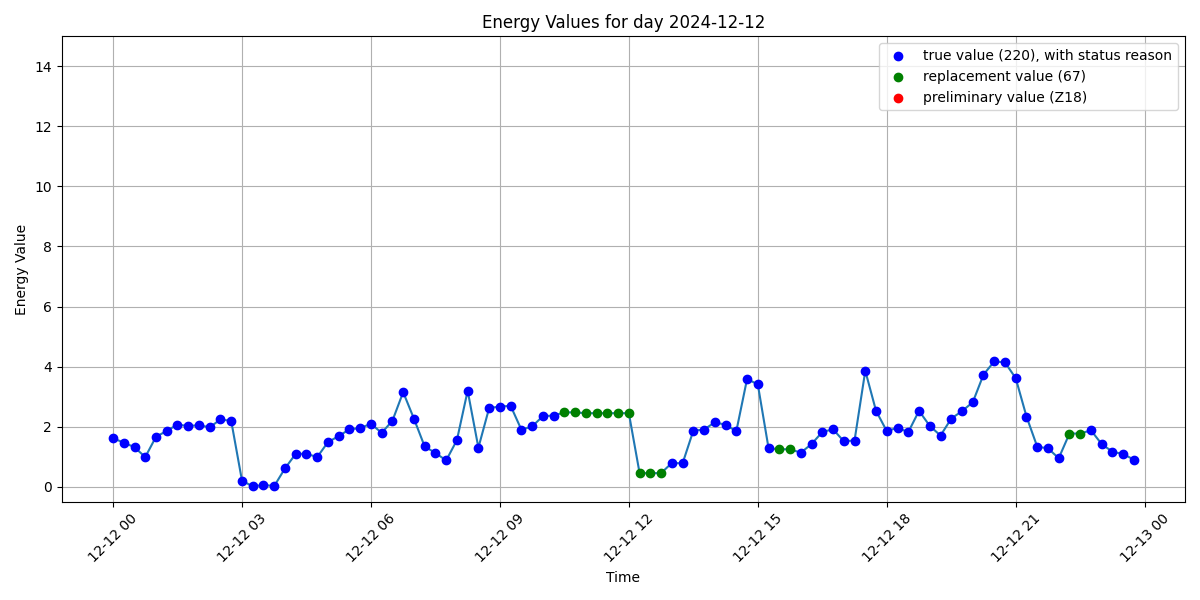 Energy Values for day 2024-12-12
true value (220), with status reason
replacement value (67)
preliminary value (Z18)
Energy Value
14
12
10
8
6
4
2
0
12-12 00
12-12 03
12-12 06
12-12 09
12-12 12
12-12 15
12-12 18
12-12 21
12-13 00
Time